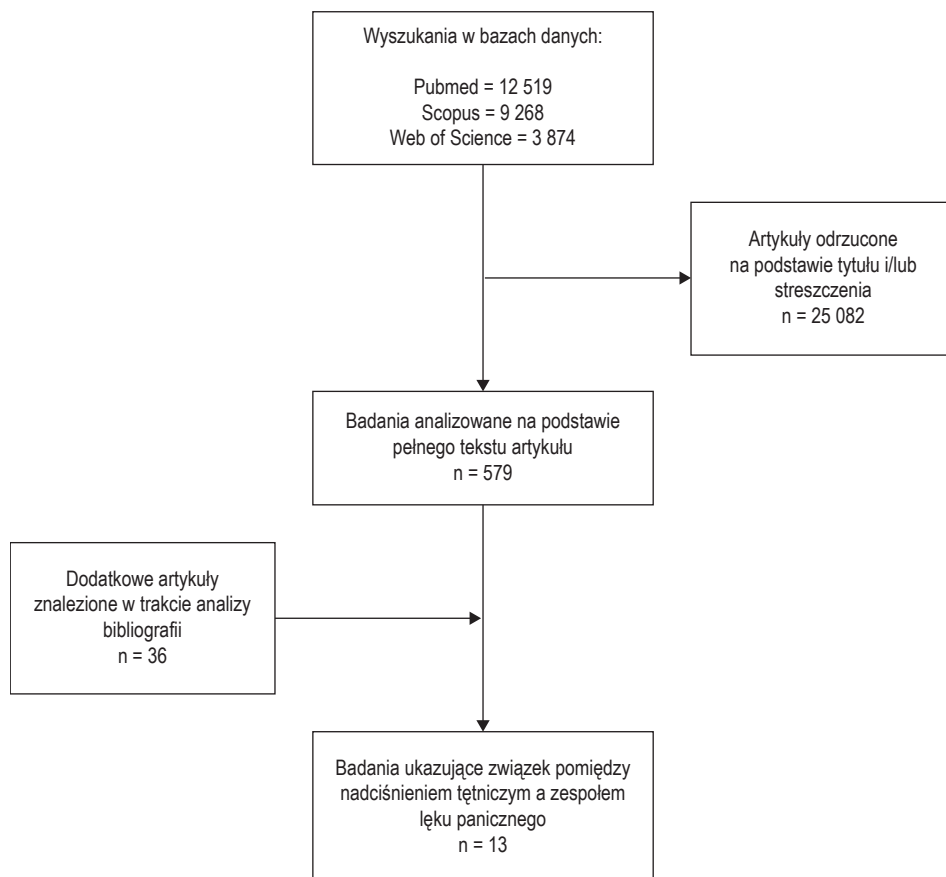 Wyszukania w bazach danych:
Pubmed = 12 519
Scopus = 9 268
Web of Science = 3 874
Artykuły odrzucone
na podstawie tytułu i/lub
streszczenia
n = 25 082
Badania analizowane na podstawie
pełnego tekstu artykułu
n = 579
Dodatkowe artykuły
znalezione w trakcie analizy
bibliografii
n = 36
Badania ukazujące związek pomiędzy
nadciśnieniem tętniczym a zespołem
lęku panicznego
n = 13